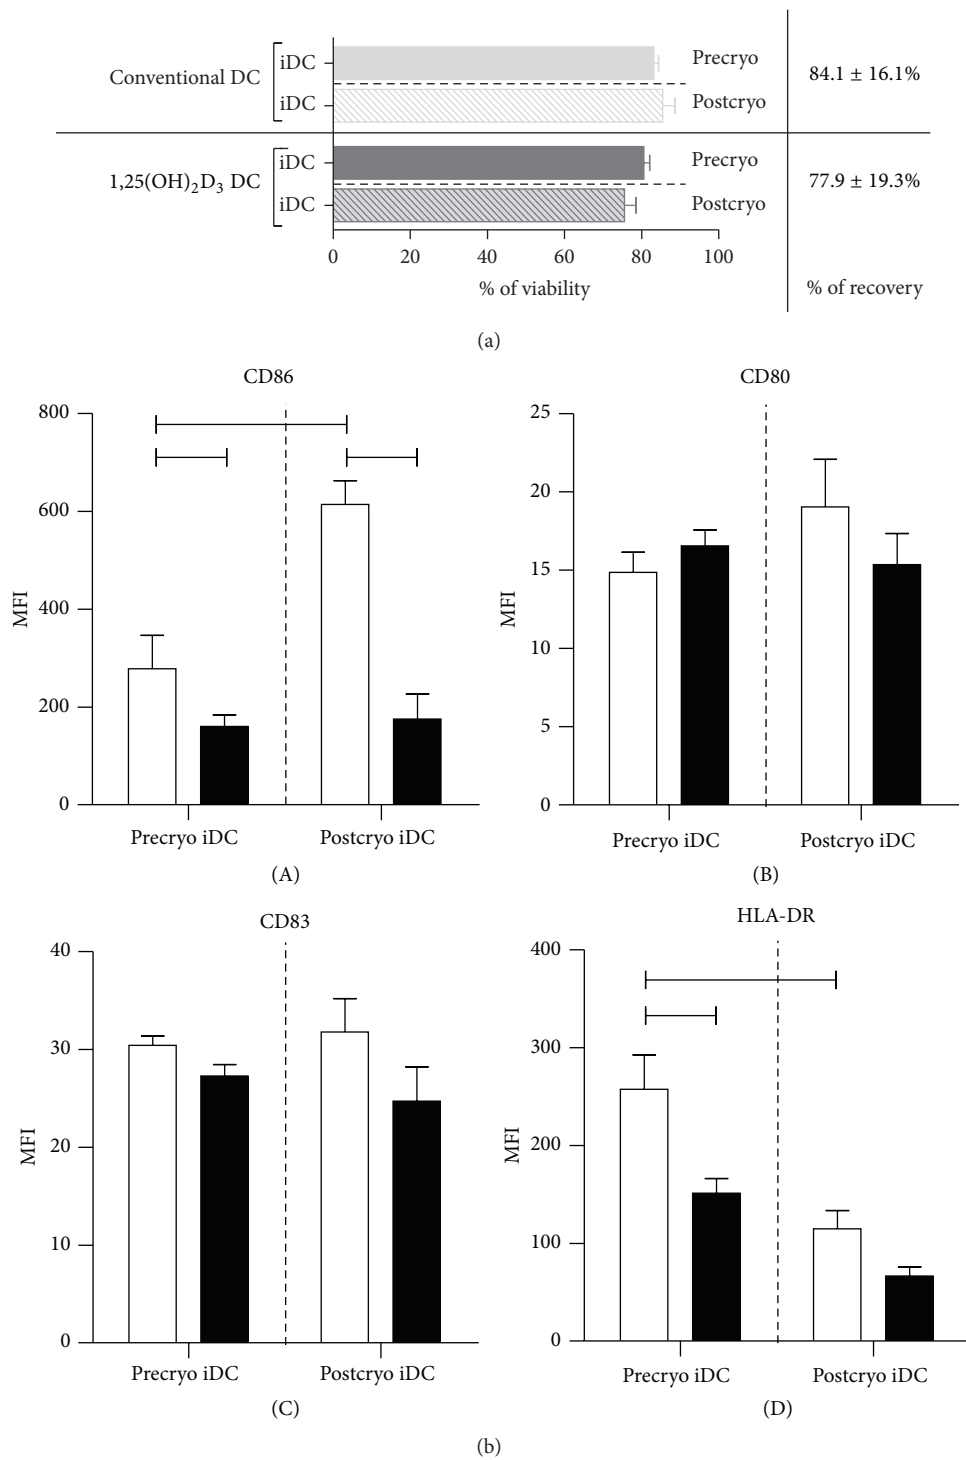 Conventional DC
iDC
Precryo
84.1 ± 16.1%
iDC
Postcryo
1,25(OH)₂D₃ DC
iDC
Precryo
77.9 ± 19.3%
iDC
Postcryo
0 20 40 60 80 100
% of viability
% of recovery
(a)
CD86
800
600
400
200
0
MFI
Precryo iDC Postcryo iDC
(A)
CD80
25
20
15
10
5
0
MFI
Precryo iDC Postcryo iDC
(B)
CD83
40
30
20
10
0
MFI
Precryo iDC Postcryo iDC
(C)
HLA-DR
400
300
200
100
0
MFI
Precryo iDC Postcryo iDC
(D)
(b)